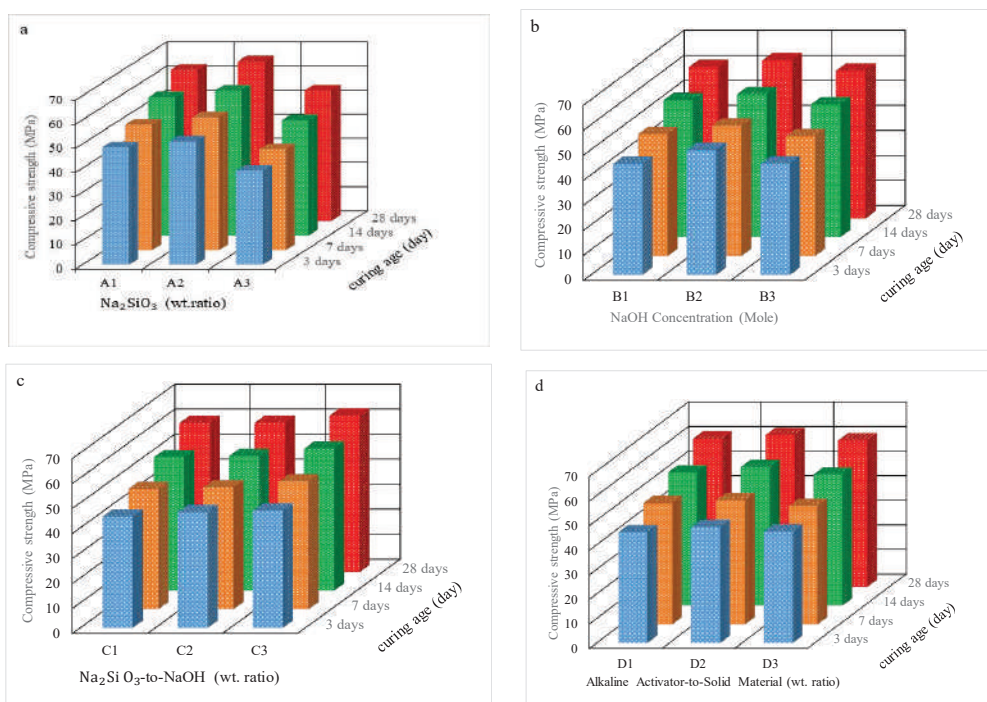 a
Compressive strength (MPa)
70
60
50
40
30
20
10
0
A1 A2 A3
Na₂SiO₃ (wt.ratio)
28 days
14 days
7 days
3 days
curing age (day)
b
Compressive strength (MPa)
70
60
50
40
30
20
10
0
B1 B2 B3
NaOH Concentration (Mole)
28 days
14 days
7 days
3 days
curing age (day)
c
Compressive strength (MPa)
70
60
50
40
30
20
10
0
C1 C2 C3
Na₂Si O₃-to-NaOH (wt. ratio)
28 days
14 days
7 days
3 days
curing age (day)
d
Compressive strength (MPa)
70
60
50
40
30
20
10
0
D1 D2 D3
Alkaline Activator-to-Solid Material (wt. ratio)
28 days
14 days
7 days
3 days
curing age (day)